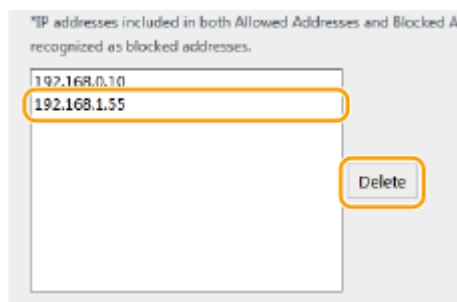 *IP addresses included in both Allowed Addresses and Blocked A
recognized as blocked addresses.
192.168.0.10
192.168.1.55
Delete